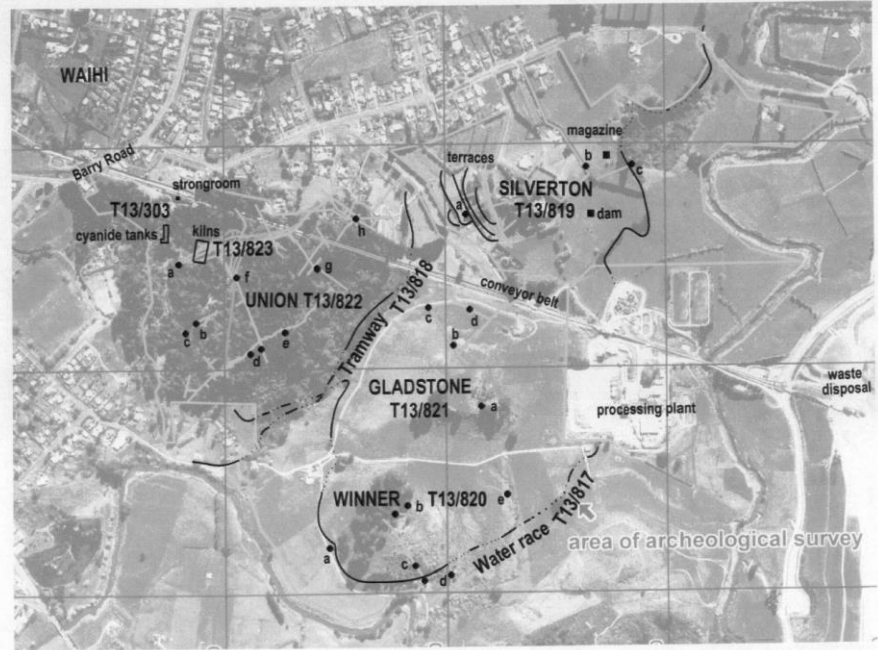 WAIHI
magazine
Barry Road
terraces
b
c
strongroom
SILVERTON
T13/303
a
T13/819
dam
cyanide tanks
kilns
h
T13/823
a
f
g
conveyor belt
UNION T13/822
Tramway T13/818
c
d
c
b
e
b
d
GLADSTONE
waste
disposal
T13/821
a
processing plant
WINNER
T13/820
b
e
Water race T13/817
area of archeological survey
a
c
d